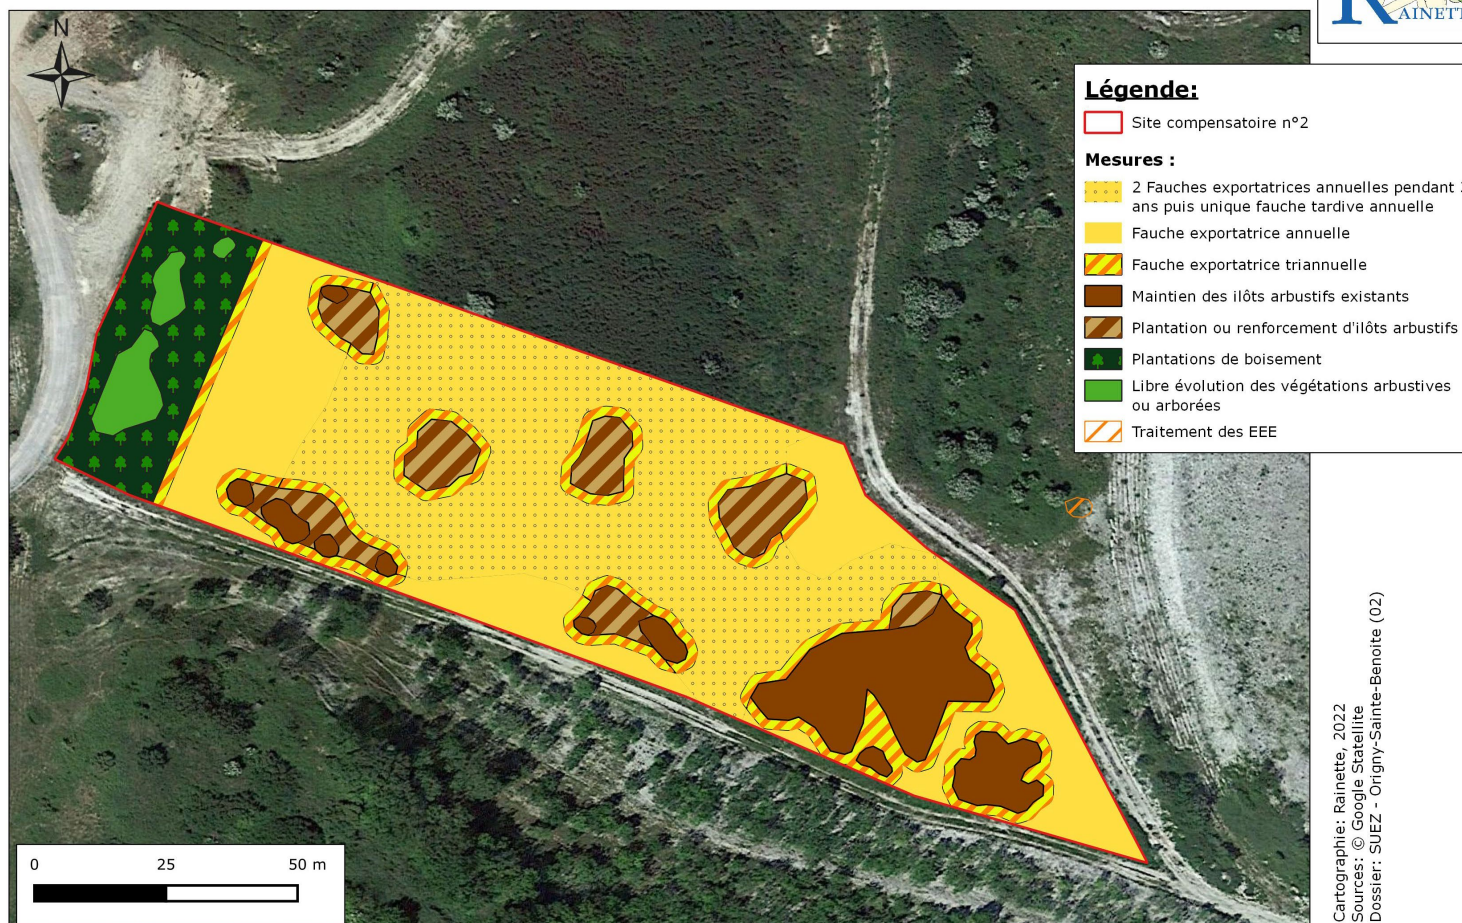 N
AINETT
Légende:
Site compensatoire n°2
Mesures :
2 Fauches exportatrices annuelles pendant
ans puis unique fauche tardive annuelle
Fauche exportatrice annuelle
Fauche exportatrice triannuelle
Maintien des ilôts arbustifs existants
Plantation ou renforcement d'ilôts arbustifs
Plantations de boisement
Libre évolution des végétations arbustives
ou arborées
Traitement des EEE
0 25 50 m
Cartographie: Rainette, 2022
Sources: © Google Statellite
Dossier: SUEZ - Origny-Sainte-Benoite (02)